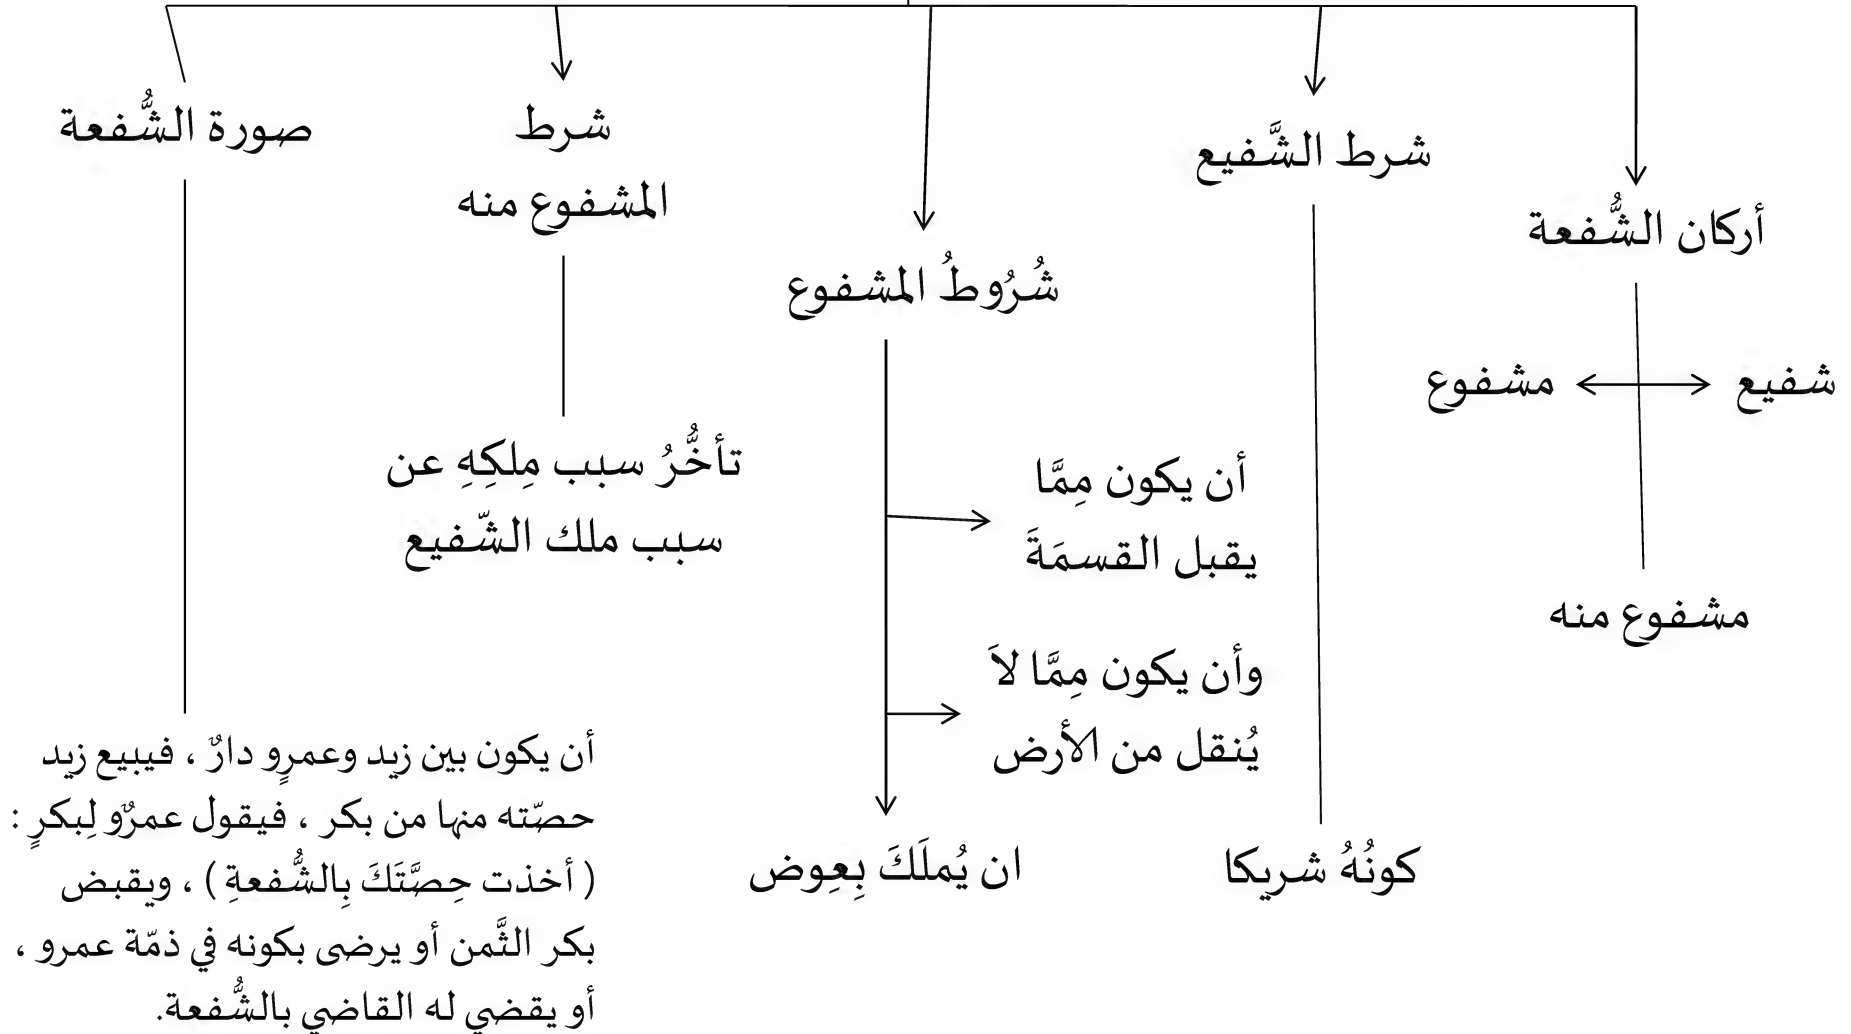 أركان الشُّفعة
شفيع
مشفوع
مشفوع منه
شرط الشَّفيع
كونُهُ شريكا
شُرُوطُ المشفوع
أن يكون مِمَّا
يقبل القسمَةَ
وأن يكون مِمَّا لاَ
يُنقل من الأرض
ان يُملَكَ بِعِوض
شرط
المشفوع منه
تأخُّرُ سبب مِلكِهِ عن
سبب ملك الشّفيع
صورة الشُّفعة
أن يكون بين زيد وعمرٍو دارٌ ، فيبيع زيد
حصّته منها من بكر ، فيقول عمرٌو لِبكرٍ :
( أخذت حِصَّتَكَ بِالشُّفعةِ ) ، ويقبض
بكر الثَّمن أو يرضى بكونه في ذمّة عمرو ،
أو يقضي له القاضي بالشُّفعة.